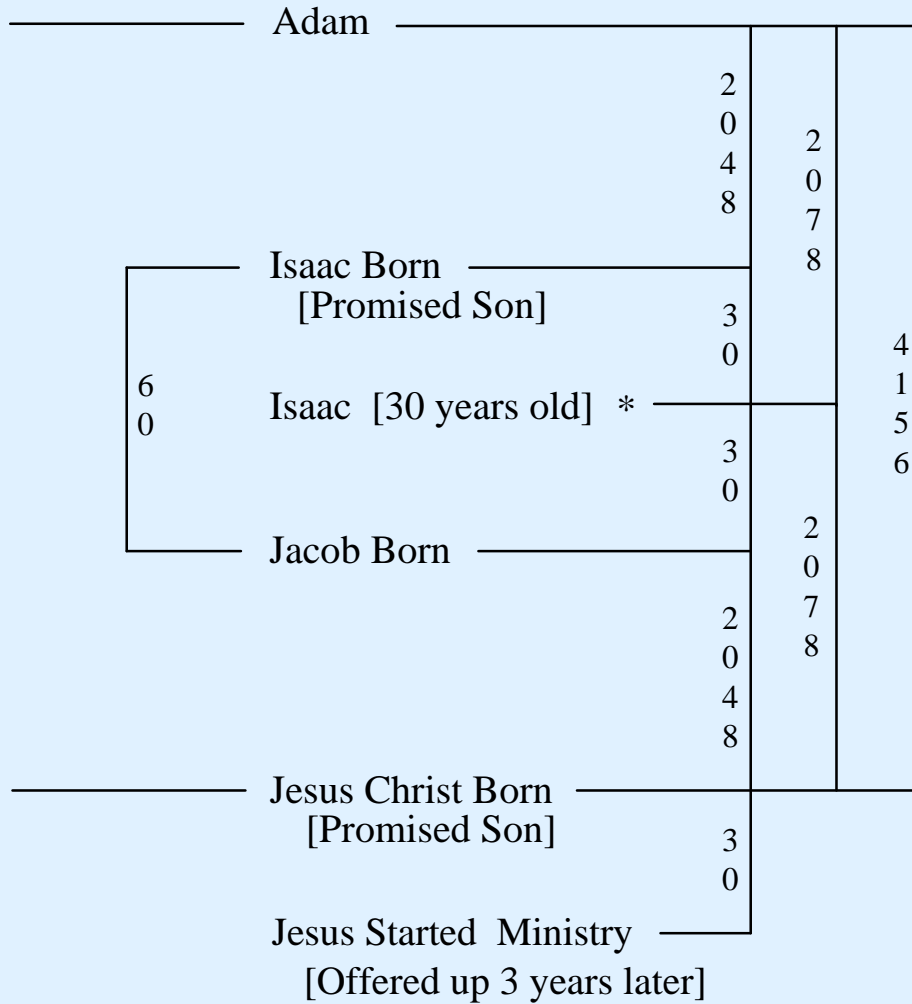 Adam
2048
2078
Isaac Born
[Promised Son]
30
4156
60
Isaac [30 years old] *
30
Jacob Born
2078
2048
Jesus Christ Born
[Promised Son]
30
Jesus Started Ministry
[Offered up 3 years later]